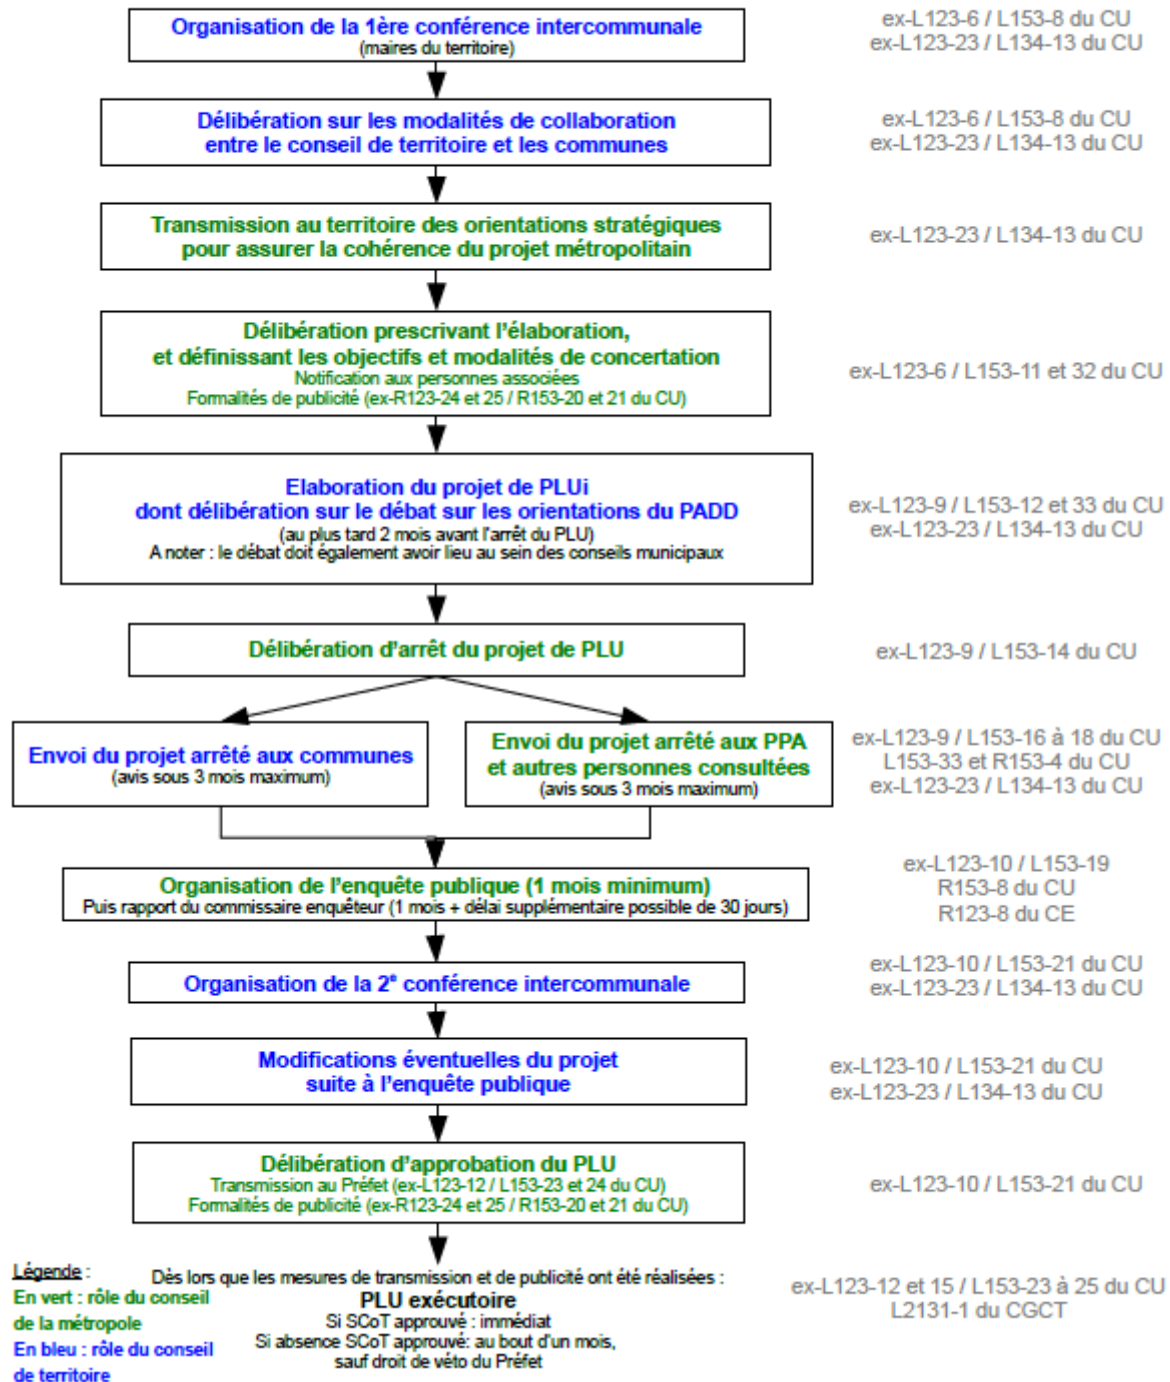 Organisation de la 1ère conférence intercommunale
(maires du territoire)
ex-L123-6 / L153-8 du CU
ex-L123-23 / L134-13 du CU
Délibération sur les modalités de collaboration
entre le conseil de territoire et les communes
ex-L123-6 / L153-8 du CU
ex-L123-23 / L134-13 du CU
Transmission au territoire des orientations stratégiques
pour assurer la cohérence du projet métropolitain
ex-L123-23 / L134-13 du CU
Délibération prescrivant l'élaboration,
et définissant les objectifs et modalités de concertation
Notification aux personnes associées
Formalités de publicité (ex-R123-24 et 25 / R153-20 et 21 du CU)
ex-L123-6 / L153-11 et 32 du CU
Elaboration du projet de PLUi
dont délibération sur le débat sur les orientations du PADD
(au plus tard 2 mois avant l'arrêt du PLU)
A noter : le débat doit également avoir lieu au sein des conseils municipaux
ex-L123-9 / L153-12 et 33 du CU
ex-L123-23 / L134-13 du CU
Délibération d'arrêt du projet de PLU
ex-L123-9 / L153-14 du CU
Envoi du projet arrêté aux communes
(avis sous 3 mois maximum)
Envoi du projet arrêté aux PPA
et autres personnes consultées
(avis sous 3 mois maximum)
ex-L123-9 / L153-16 à 18 du CU
L153-33 et R153-4 du CU
ex-L123-23 / L134-13 du CU
Organisation de l'enquête publique (1 mois minimum)
Puis rapport du commissaire enquêteur (1 mois + délai supplémentaire possible de 30 jours)
ex-L123-10 / L153-19
R153-8 du CU
R123-8 du CE
Organisation de la 2e conférence intercommunale
ex-L123-10 / L153-21 du CU
ex-L123-23 / L134-13 du CU
Modifications éventuelles du projet
suite à l'enquête publique
ex-L123-10 / L153-21 du CU
ex-L123-23 / L134-13 du CU
Délibération d'approbation du PLU
Transmission au Préfet (ex-L123-12 / L153-23 et 24 du CU)
Formalités de publicité (ex-R123-24 et 25 / R153-20 et 21 du CU)
ex-L123-10 / L153-21 du CU
Légende :
En vert : rôle du conseil
de la métropole
En bleu : rôle du conseil
de territoire
Dès lors que les mesures de transmission et de publicité ont été réalisées :
PLU exécutoire
Si SCoT approuvé : immédiat
Si absence SCoT approuvé: au bout d'un mois,
sauf droit de véto du Préfet
ex-L123-12 et 15 / L153-23 à 25 du CU
L2131-1 du CGCT